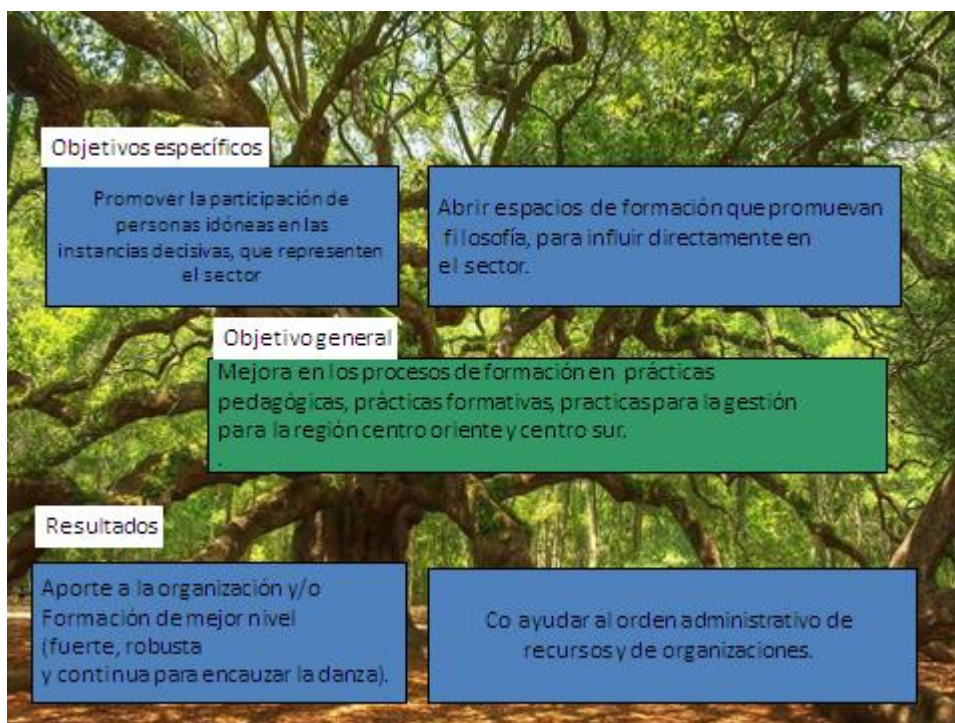 Objetivos específicos
Promover la participación de
personas idóneas en las
instancias decisivas, que representen
el sector
Abrir espacios de formación que promuevan
filosofía, para influir directamente en
el sector.
Objetivo general
Mejora en los procesos de formación en prácticas
pedagógicas, prácticas formativas, practicas para la gestión
para la región centro oriente y centro sur.
.
Resultados
Aporte a la organización y/o
Formación de mejor nivel
(fuerte, robusta
y continua para encauzar la danza).
Co ayudar al orden administrativo de
recursos y de organizaciones.